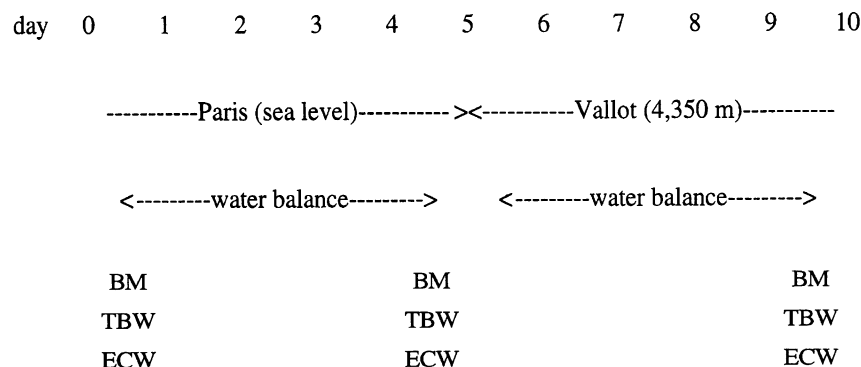 day 0 1 2 3 4 5 6 7 8 9 10
----------Paris (sea level)---------- ><----------Vallot (4,350 m)----------
<---------water balance--------> <---------water balance-------->
BM BM BM
TBW TBW TBW
ECW ECW ECW